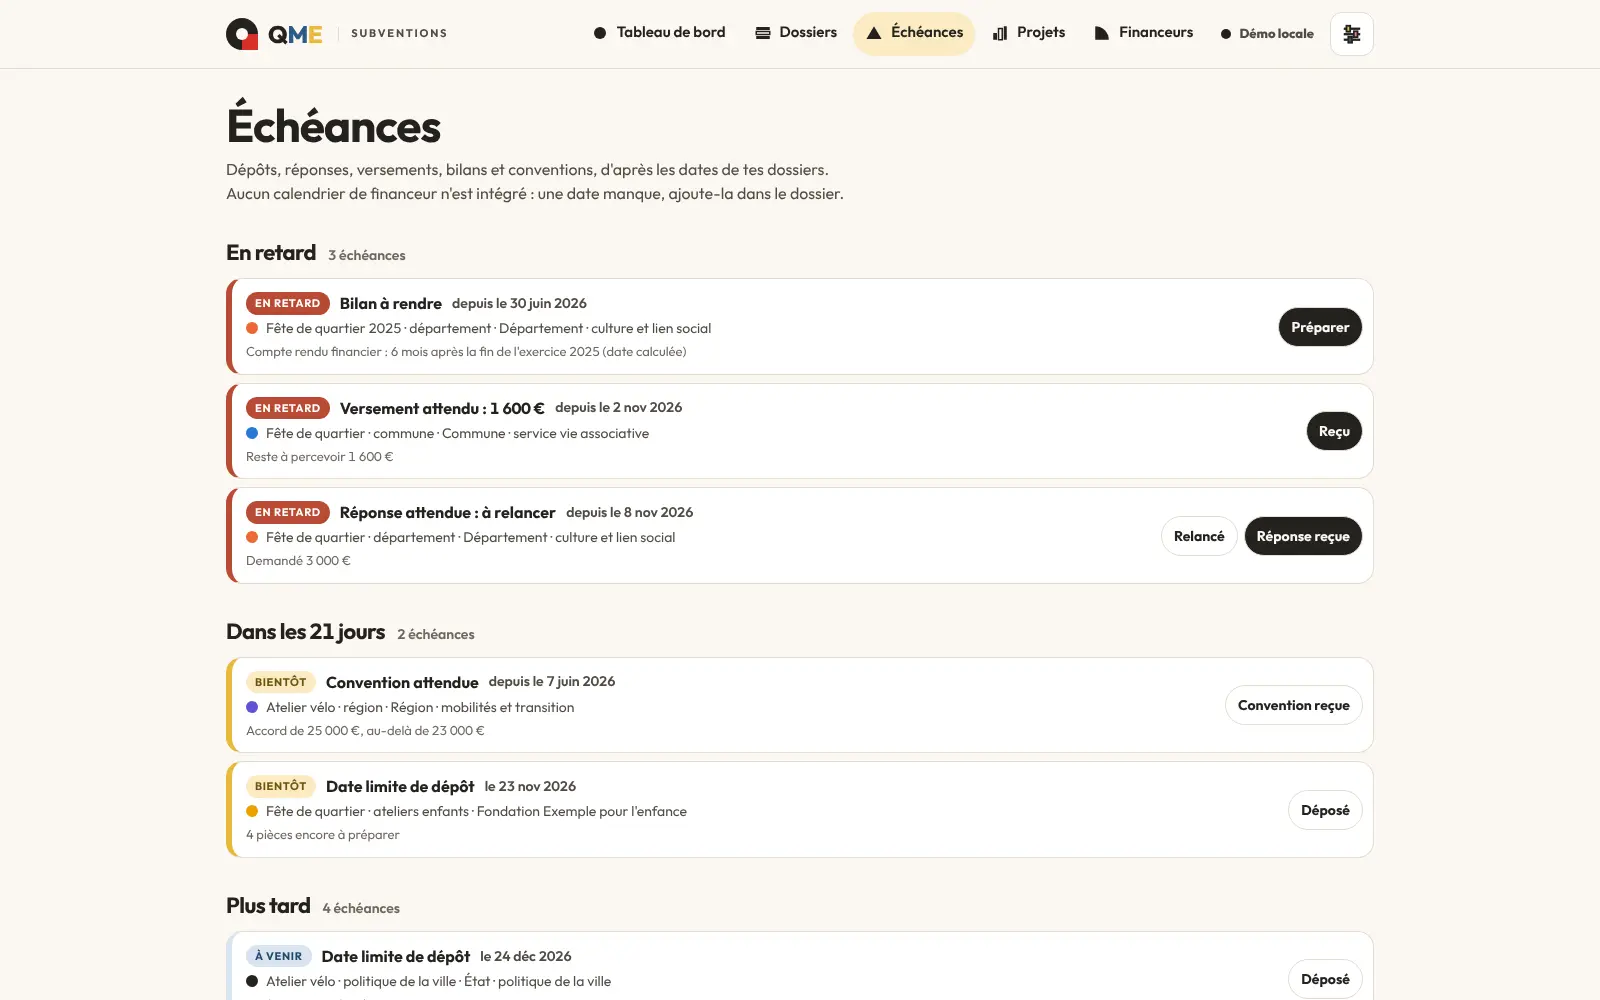 QME SUBVENTIONS Tableau de bord Dossiers Échéances Projets Financeurs Démo locale
Échéances
Dépôts, réponses, versements, bilans et conventions, d'après les dates de tes dossiers.
Aucun calendrier de financeur n'est intégré : une date manque, ajoute-la dans le dossier.
En retard 3 échéances
EN RETARD Bilan à rendre depuis le 30 juin 2026
Fête de quartier 2025 · département · Département · culture et lien social
Préparer
Compte rendu financier : 6 mois après la fin de l'exercice 2025 (date calculée)
EN RETARD Versement attendu : 1 600 € depuis le 2 nov 2026
Fête de quartier · commune · Commune · service vie associative
Reçu
Reste à percevoir 1 600 €
EN RETARD Réponse attendue : à relancer depuis le 8 nov 2026
Fête de quartier · département · Département · culture et lien social
Relancé Réponse reçue
Demandé 3 000 €
Dans les 21 jours 2 échéances
BIENTÔT Convention attendue depuis le 7 juin 2026
Atelier vélo · région · Région · mobilités et transition
Convention reçue
Accord de 25 000 €, au-delà de 23 000 €
BIENTÔT Date limite de dépôt le 23 nov 2026
Fête de quartier · ateliers enfants · Fondation Exemple pour l'enfance
Déposé
4 pièces encore à préparer
Plus tard 4 échéances
À VENIR Date limite de dépôt le 24 déc 2026
Atelier vélo · politique de la ville · État · politique de la ville
Déposé